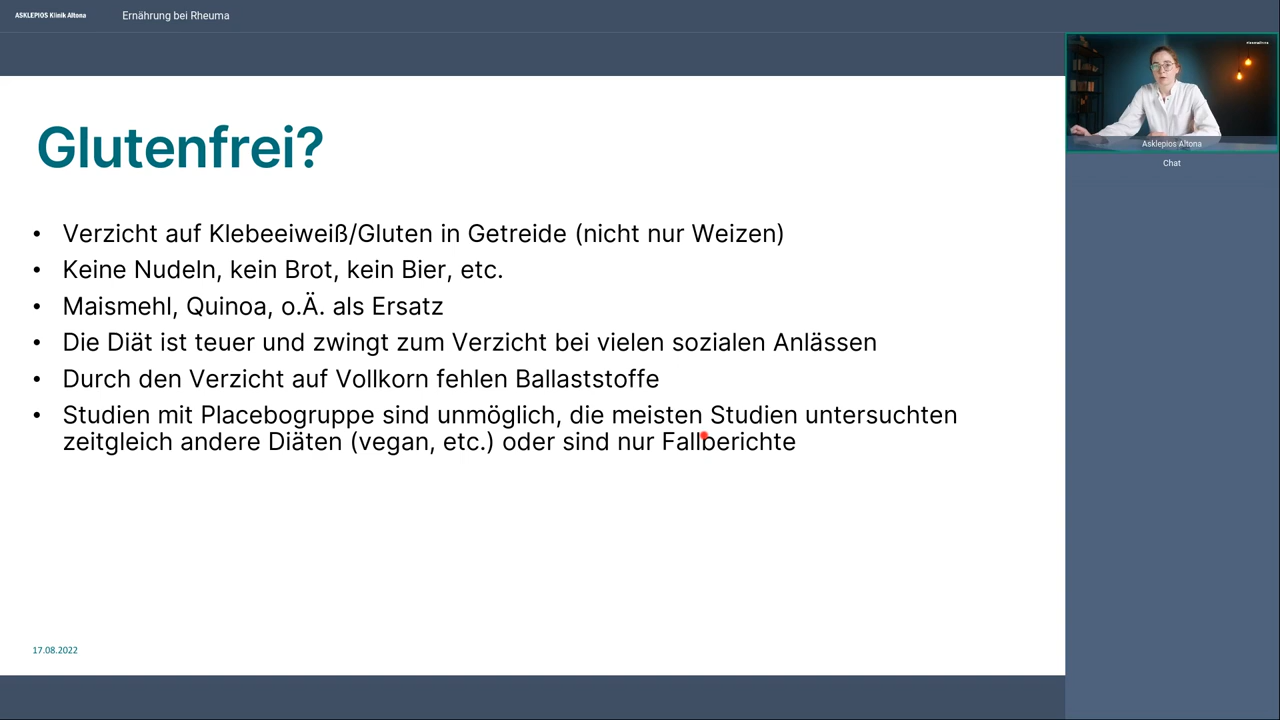 ASKLEPIOS Klinik Altona
Ernährung bei Rheuma
Glutenfrei?
• Verzicht auf Klebeeiweiß/Gluten in Getreide (nicht nur Weizen)
• Keine Nudeln, kein Brot, kein Bier, etc.
• Maismehl, Quinoa, o.Ä. als Ersatz
• Die Diät ist teuer und zwingt zum Verzicht bei vielen sozialen Anlässen
• Durch den Verzicht auf Vollkorn fehlen Ballaststoffe
• Studien mit Placebogruppe sind unmöglich, die meisten Studien untersuchten
zeitgleich andere Diäten (vegan, etc.) oder sind nur Fallberichte
17.08.2022
Asklepios Altona
Chat